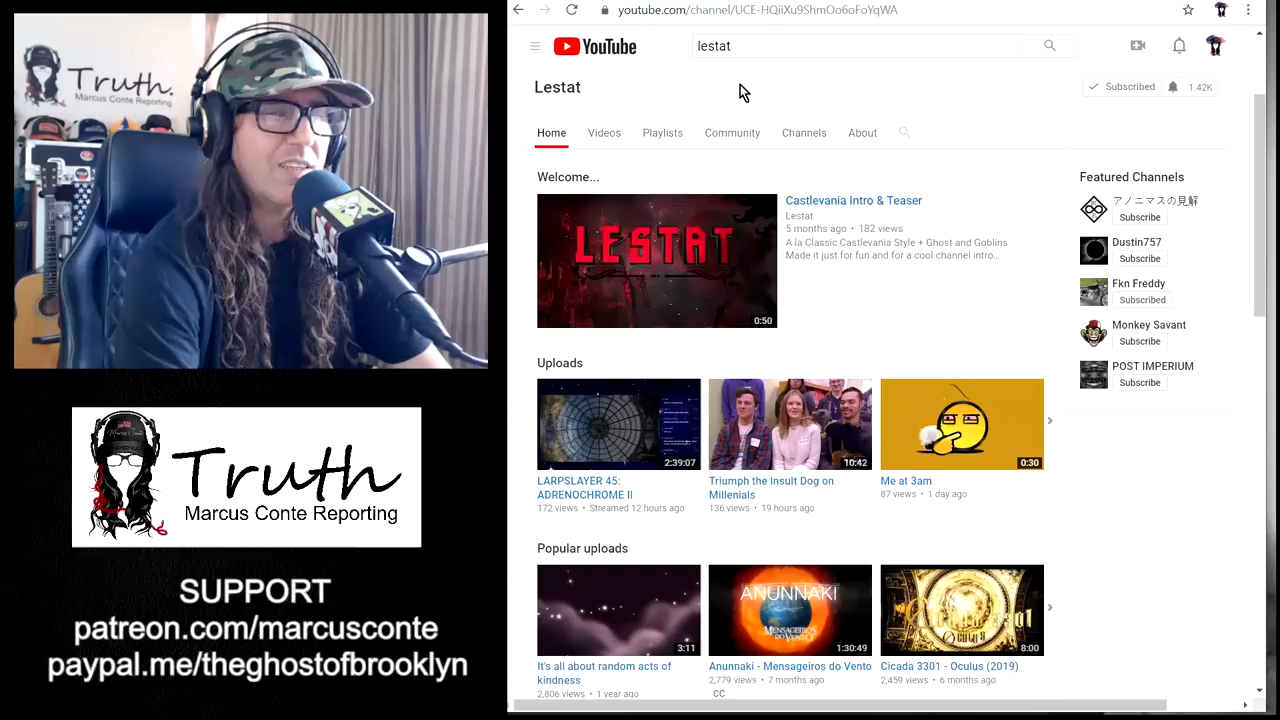 Truth.
Marcus Conte Reporting
Truth
Marcus Conte Reporting
SUPPORT
patreon.com/marcusconte
paypal.me/theghostofbrooklyn
youtube.com/channel/UCE-HQiiXu9ShmOo6oFoYqWA
YouTube
lestat
Lestat
Subscribed
1.42K
Home
Videos
Playlists
Community
Channels
About
Welcome...
LESTAT
0:50
Castlevania Intro & Teaser
Lestat
5 months ago • 182 views
A la Classic Castlevania Style + Ghost and Goblins
Made it just for fun and for a cool channel intro...
Featured Channels
アノニマスの見解
Subscribe
Dustin757
Subscribe
Fkn Freddy
Subscribed
Monkey Savant
Subscribe
POST IMPERIUM
Subscribe
Uploads
2:39:07
LARPSLAYER 45:
ADRENOCHROME II
172 views • Streamed 12 hours ago
10:42
Triumph the Insult Dog on
Millenials
136 views • 19 hours ago
0:30
Me at 3am
87 views • 1 day ago
Popular uploads
3:11
It's all about random acts of
kindness
2,806 views • 1 year ago
ANUNNAKI
MENSAGEIROS
DO VENTO
1:30:49
Anunnaki - Mensageiros do Vento
2,779 views • 7 months ago
CC
8:00
Cicada 3301 - Oculus (2019)
2,459 views • 6 months ago